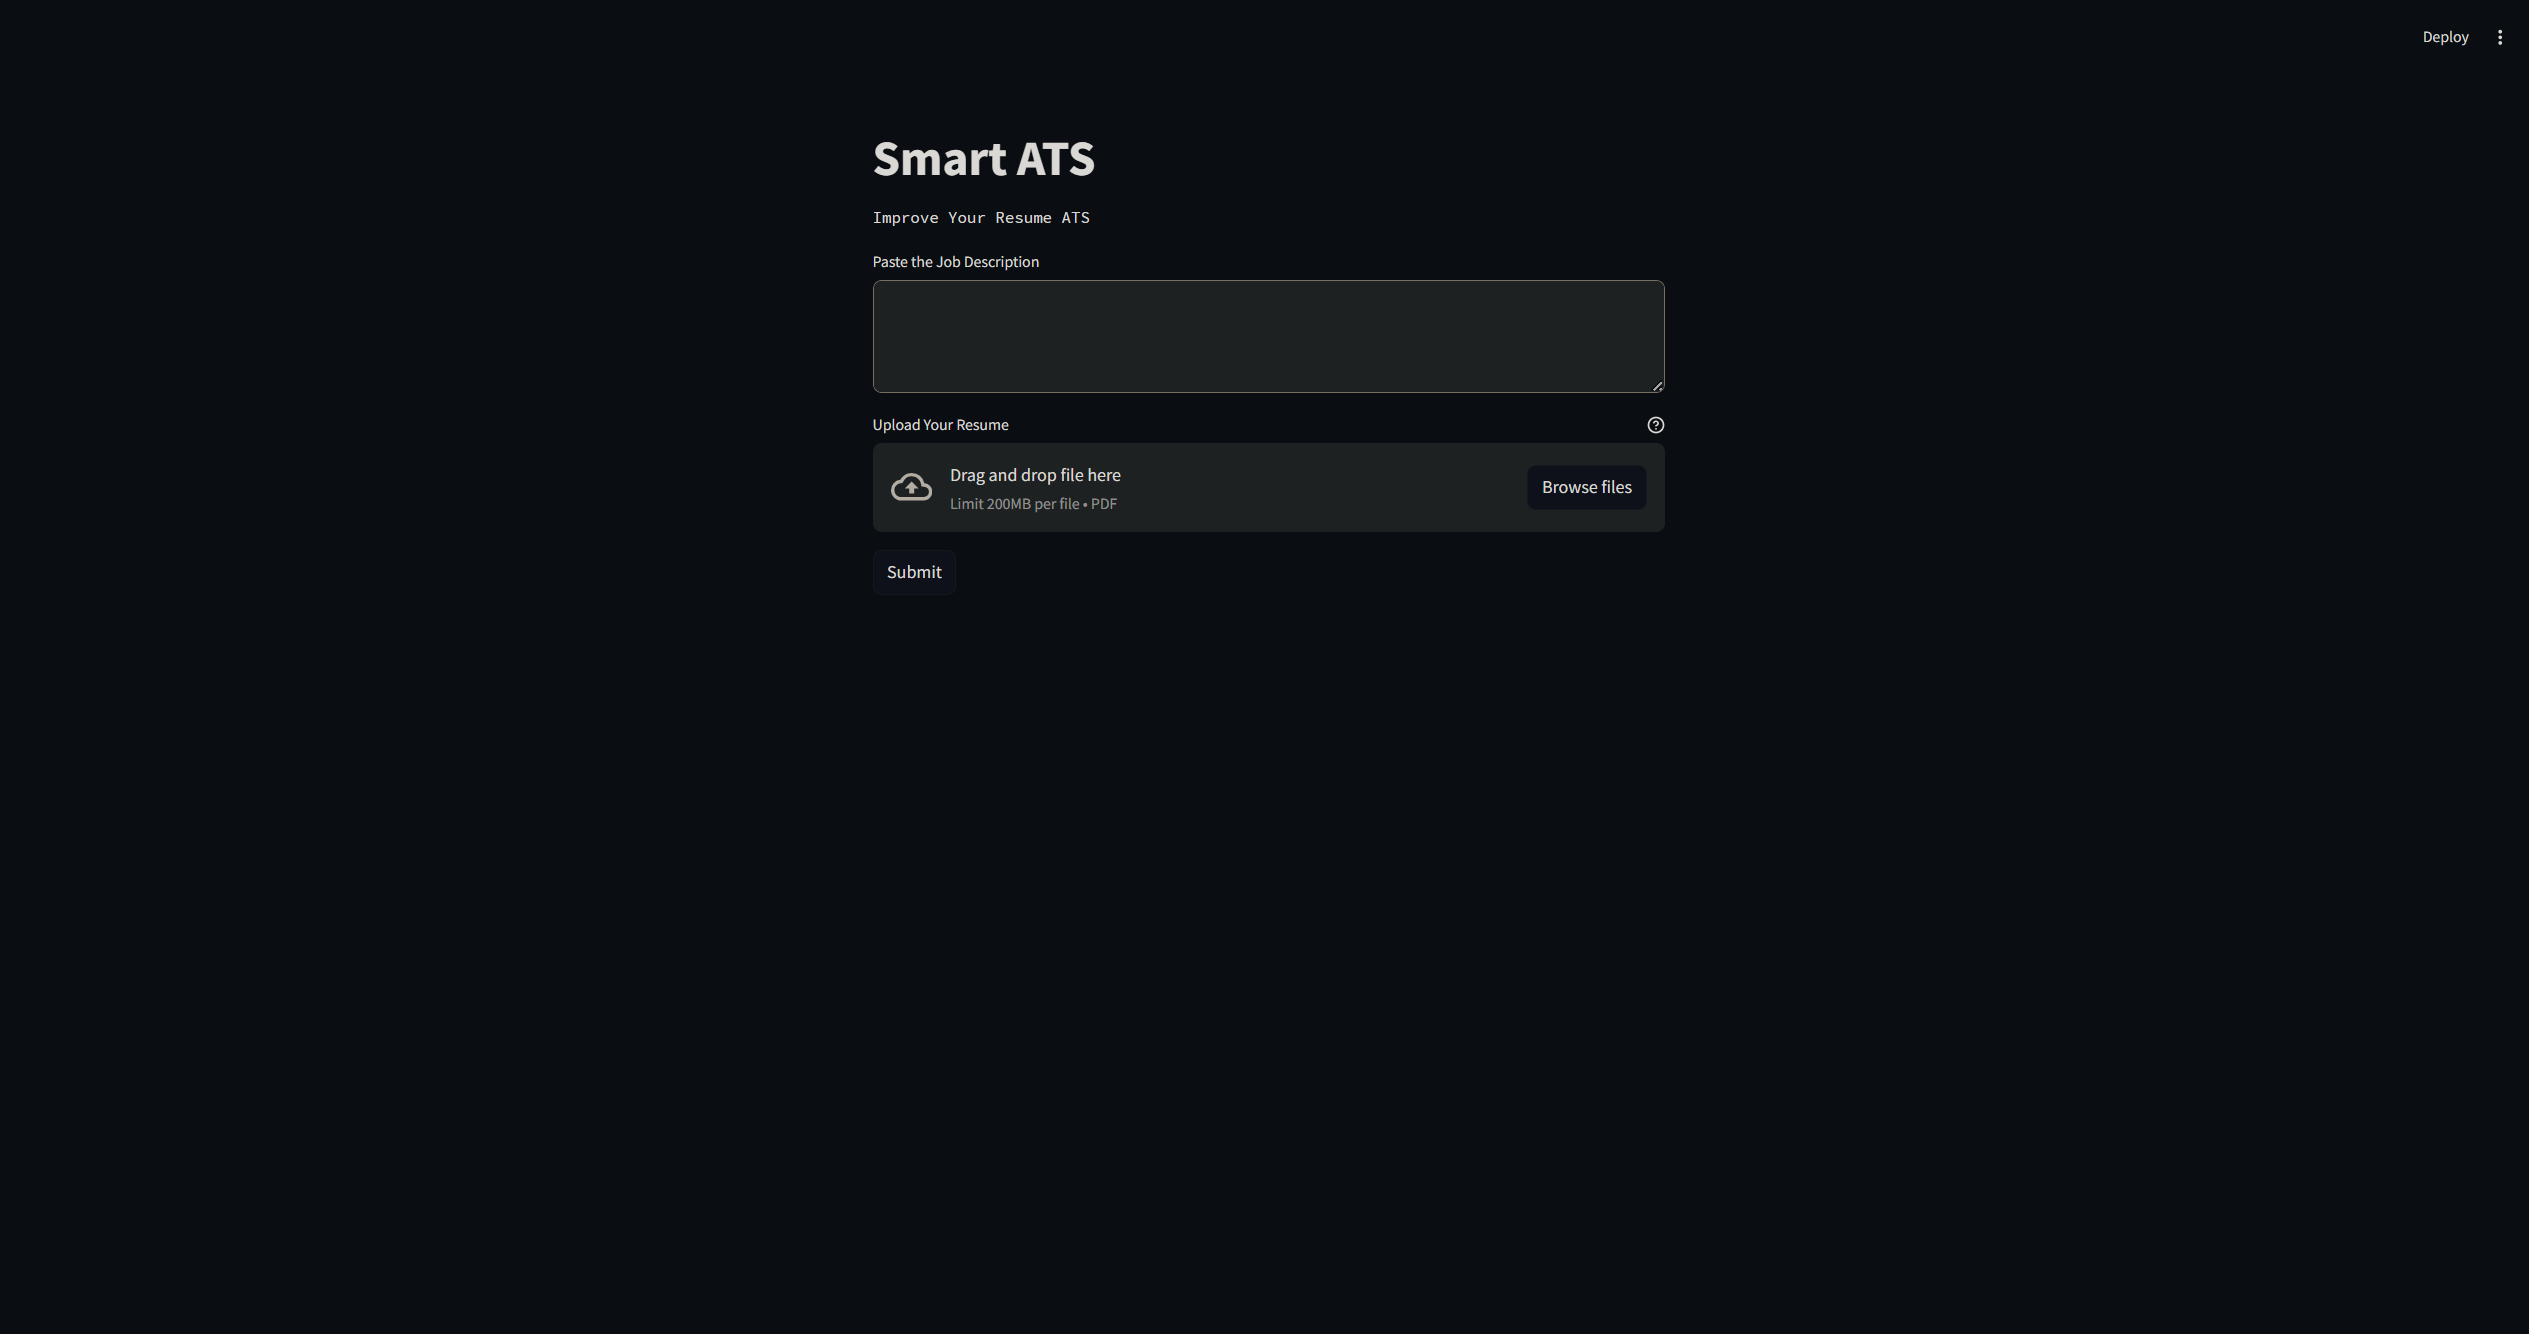 Deploy
Smart ATS
Improve Your Resume ATS
Paste the Job Description
Upload Your Resume
Drag and drop file here
Limit 200MB per file • PDF
Browse files
Submit